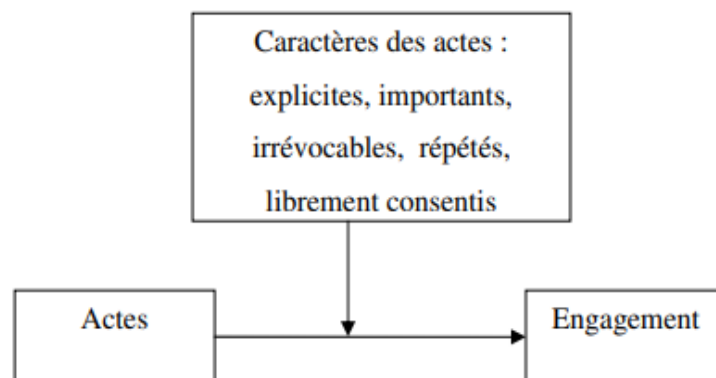 Caractères des actes :
explicites, importants,
irrévocables, répétés,
librement consentis
Actes
Engagement